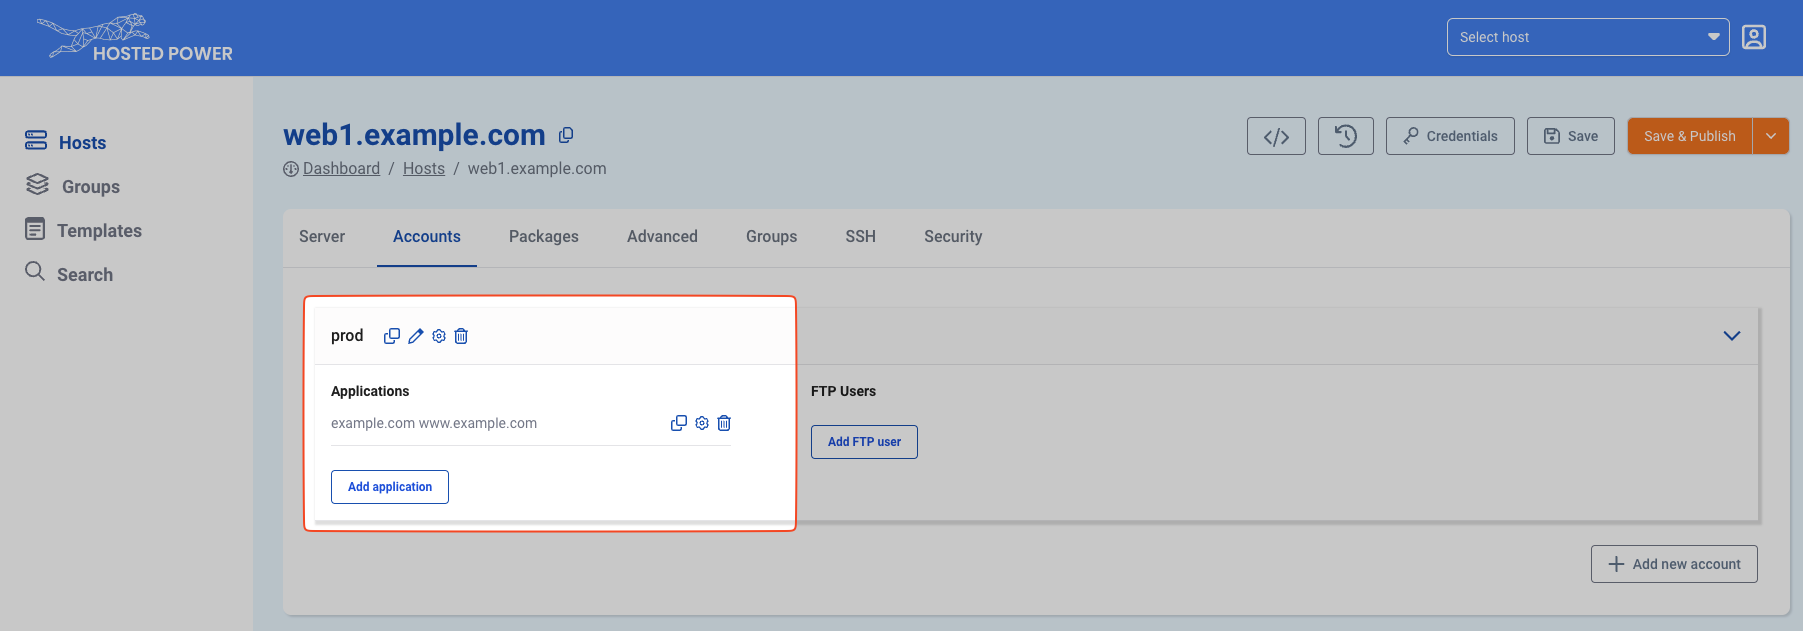 HOSTED POWER
Select host
Hosts
Groups
Templates
Search
web1.example.com
Dashboard / Hosts / web1.example.com
</> Credentials Save Save & Publish
Server Accounts Packages Advanced Groups SSH Security
prod
Applications
example.com www.example.com
Add application
FTP Users
Add FTP user
Add new account